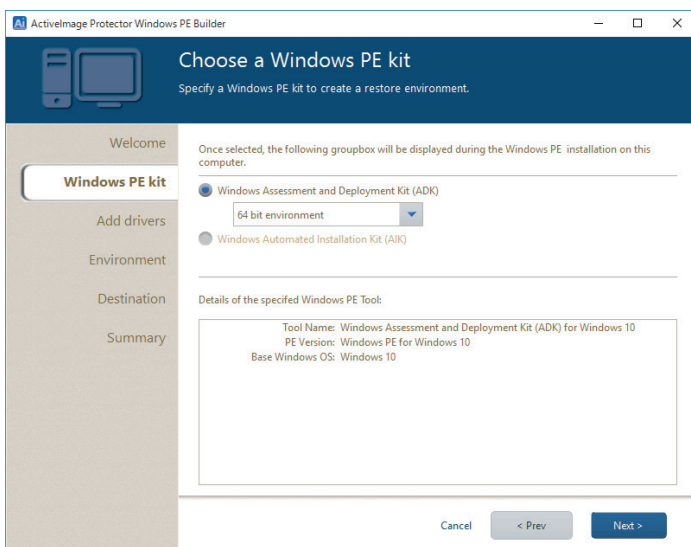 Ai ActiveImage Protector Windows PE Builder
Choose a Windows PE kit
Specify a Windows PE kit to create a restore environment.
Welcome
Windows PE kit
Add drivers
Environment
Destination
Summary
Once selected, the following groupbox will be displayed during the Windows PE installation on this
computer.
Windows Assessment and Deployment Kit (ADK)
64 bit environment
Windows Automated Installation Kit (AIK)
Details of the specifed Windows PE Tool:
Tool Name: Windows Assessment and Deployment Kit (ADK) for Windows 10
PE Version: Windows PE for Windows 10
Base Windows OS: Windows 10
Cancel
< Prev
Next >